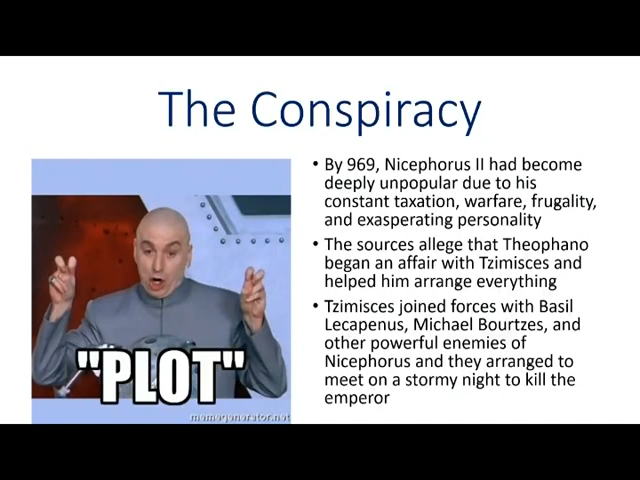 The Conspiracy
• By 969, Nicephorus II had become
deeply unpopular due to his
constant taxation, warfare, frugality,
and exasperating personality
• The sources allege that Theophano
began an affair with Tzimisces and
helped him arrange everything
• Tzimisces joined forces with Basil
Lecapenus, Michael Bourtzes, and
other powerful enemies of
Nicephorus and they arranged to
meet on a stormy night to kill the
emperor
"PLOT"
memegenerator.net